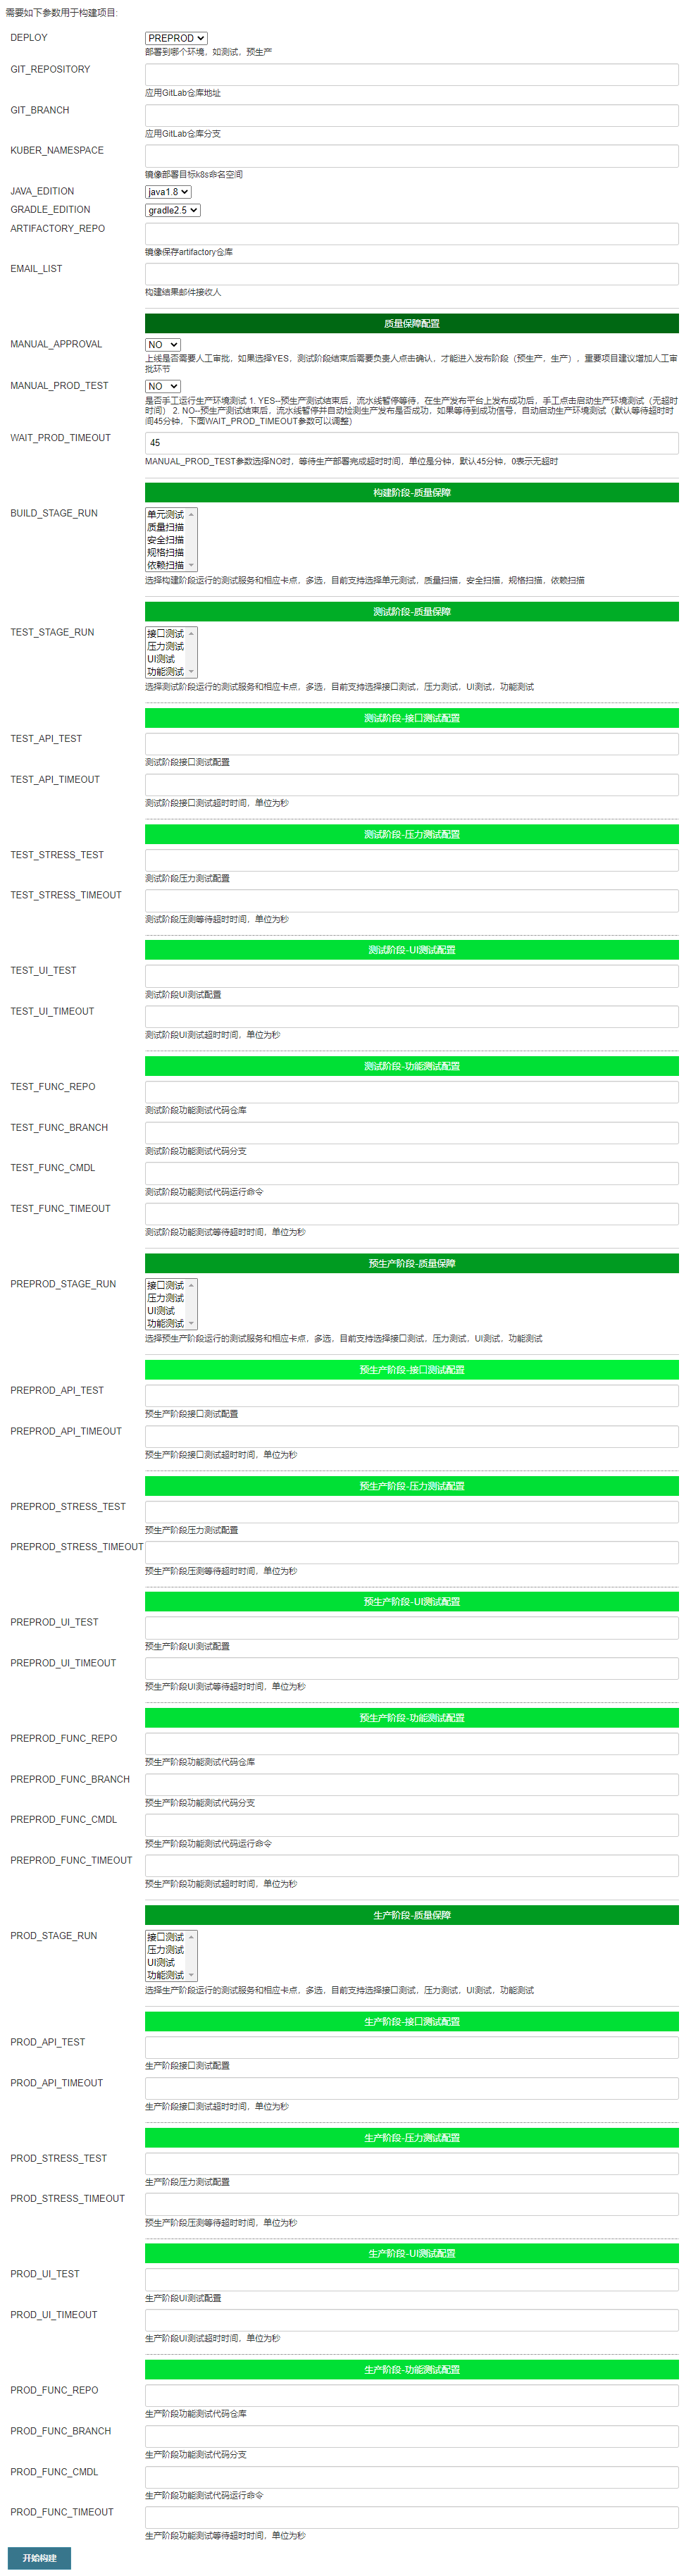 需要如下参数用于构建项目:
DEPLOY
PREPROD
部署到哪个环境，如测试，预生产
GIT_REPOSITORY
应用GitLab仓库地址
GIT_BRANCH
应用GitLab仓库分支
KUBER_NAMESPACE
镜像部署目标k8s命名空间
JAVA_EDITION
java1.8
GRADLE_EDITION
gradle2.5
ARTIFACTORY_REPO
镜像保存artifactory仓库
EMAIL_LIST
构建结果邮件接收人
质量保障配置
MANUAL_APPROVAL
NO
上线是否需要人工审批，如果选择YES，测试阶段结束后需要负责人点击确认，才能进入发布阶段（预生产，生产），重要项目建议增加人工审
批环节
MANUAL_PROD_TEST
NO
是否手工运行生产环境测试 1. YES--预生产测试结束后，流水线暂停等待，在生产发布平台上发布成功后，手工点击启动生产环境测试（无超时
时间） 2. NO--预生产测试结束后，流水线暂停并自动检测生产发布是否成功，如果等待到成功信号，自动启动生产环境测试（默认等待超时时
间45分钟，下面WAIT_PROD_TIMEOUT参数可以调整）
WAIT_PROD_TIMEOUT
45
MANUAL_PROD_TEST参数选择NO时，等待生产部署完成超时时间，单位是分钟，默认45分钟，0表示无超时
构建阶段-质量保障
BUILD_STAGE_RUN
单元测试
质量扫描
安全扫描
规格扫描
依赖扫描
选择构建阶段运行的测试服务和相应卡点，多选，目前支持选择单元测试，质量扫描，安全扫描，规格扫描，依赖扫描
测试阶段-质量保障
TEST_STAGE_RUN
接口测试
压力测试
UI测试
功能测试
选择测试阶段运行的测试服务和相应卡点，多选，目前支持选择接口测试，压力测试，UI测试，功能测试
测试阶段-接口测试配置
TEST_API_TEST
测试阶段接口测试配置
TEST_API_TIMEOUT
测试阶段接口测试超时时间，单位为秒
测试阶段-压力测试配置
TEST_STRESS_TEST
测试阶段压力测试配置
TEST_STRESS_TIMEOUT
测试阶段压测等待超时时间，单位为秒
测试阶段-UI测试配置
TEST_UI_TEST
测试阶段UI测试配置
TEST_UI_TIMEOUT
测试阶段UI测试超时时间，单位为秒
测试阶段-功能测试配置
TEST_FUNC_REPO
测试阶段功能测试代码仓库
TEST_FUNC_BRANCH
测试阶段功能测试代码分支
TEST_FUNC_CMDL
测试阶段功能测试代码运行命令
TEST_FUNC_TIMEOUT
测试阶段功能测试等待超时时间，单位为秒
预生产阶段-质量保障
PREPROD_STAGE_RUN
接口测试
压力测试
UI测试
功能测试
选择预生产阶段运行的测试服务和相应卡点，多选，目前支持选择接口测试，压力测试，UI测试，功能测试
预生产阶段-接口测试配置
PREPROD_API_TEST
预生产阶段接口测试配置
PREPROD_API_TIMEOUT
预生产阶段接口测试超时时间，单位为秒
预生产阶段-压力测试配置
PREPROD_STRESS_TEST
预生产阶段压力测试配置
PREPROD_STRESS_TIMEOUT
预生产阶段压测等待超时时间，单位为秒
预生产阶段-UI测试配置
PREPROD_UI_TEST
预生产阶段UI测试配置
PREPROD_UI_TIMEOUT
预生产阶段UI测试等待超时时间，单位为秒
预生产阶段-功能测试配置
PREPROD_FUNC_REPO
预生产阶段功能测试代码仓库
PREPROD_FUNC_BRANCH
预生产阶段功能测试代码分支
PREPROD_FUNC_CMDL
预生产阶段功能测试代码运行命令
PREPROD_FUNC_TIMEOUT
预生产阶段功能测试超时时间，单位为秒
生产阶段-质量保障
PROD_STAGE_RUN
接口测试
压力测试
UI测试
功能测试
选择生产阶段运行的测试服务和相应卡点，多选，目前支持选择接口测试，压力测试，UI测试，功能测试
生产阶段-接口测试配置
PROD_API_TEST
生产阶段接口测试配置
PROD_API_TIMEOUT
生产阶段接口测试超时时间，单位为秒
生产阶段-压力测试配置
PROD_STRESS_TEST
生产阶段压力测试配置
PROD_STRESS_TIMEOUT
预生产阶段压测等待超时时间，单位为秒
生产阶段-UI测试配置
PROD_UI_TEST
生产阶段UI测试配置
PROD_UI_TIMEOUT
生产阶段UI测试超时时间，单位为秒
生产阶段-功能测试配置
PROD_FUNC_REPO
生产阶段功能测试代码仓库
PROD_FUNC_BRANCH
生产阶段功能测试代码分支
PROD_FUNC_CMDL
生产阶段功能测试代码运行命令
PROD_FUNC_TIMEOUT
生产阶段功能测试等待超时时间，单位为秒
开始构建